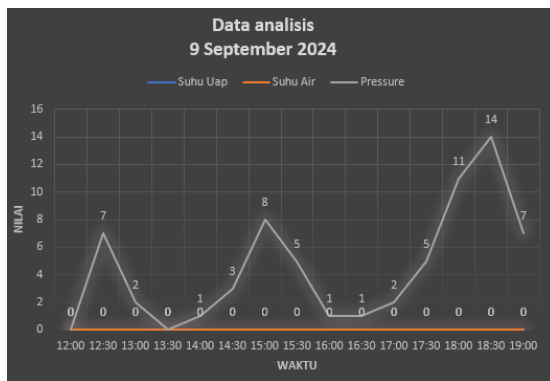 Data analisis
9 September 2024
Suhu Uap Suhu Air Pressure
16
14
12
10
8
6
4
2
0
NILAI
7 2 1 3 8 5 1 1 2 5 11 14 7
0 0 0 0 0 0 0 0 0 0 0 0 0 0 0
12:00 12:30 13:00 13:30 14:00 14:30 15:00 15:30 16:00 16:30 17:00 17:30 18:00 18:30 19:00
WAKTU